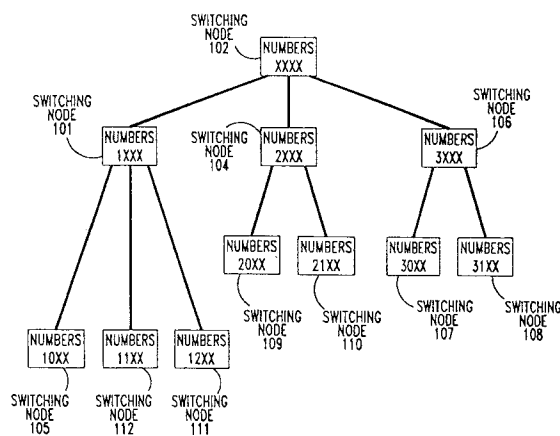 SWITCHING
NODE
102
NUMBERS
XXXX
SWITCHING
NODE
101
NUMBERS
1XXX
SWITCHING
NODE
104
NUMBERS
2XXX
SWITCHING
NODE
106
NUMBERS
3XXX
NUMBERS
20XX
NUMBERS
21XX
NUMBERS
30XX
NUMBERS
31XX
SWITCHING
NODE
109
SWITCHING
NODE
110
SWITCHING
NODE
107
SWITCHING
NODE
108
NUMBERS
10XX
NUMBERS
11XX
NUMBERS
12XX
SWITCHING
NODE
105
SWITCHING
NODE
112
SWITCHING
NODE
111